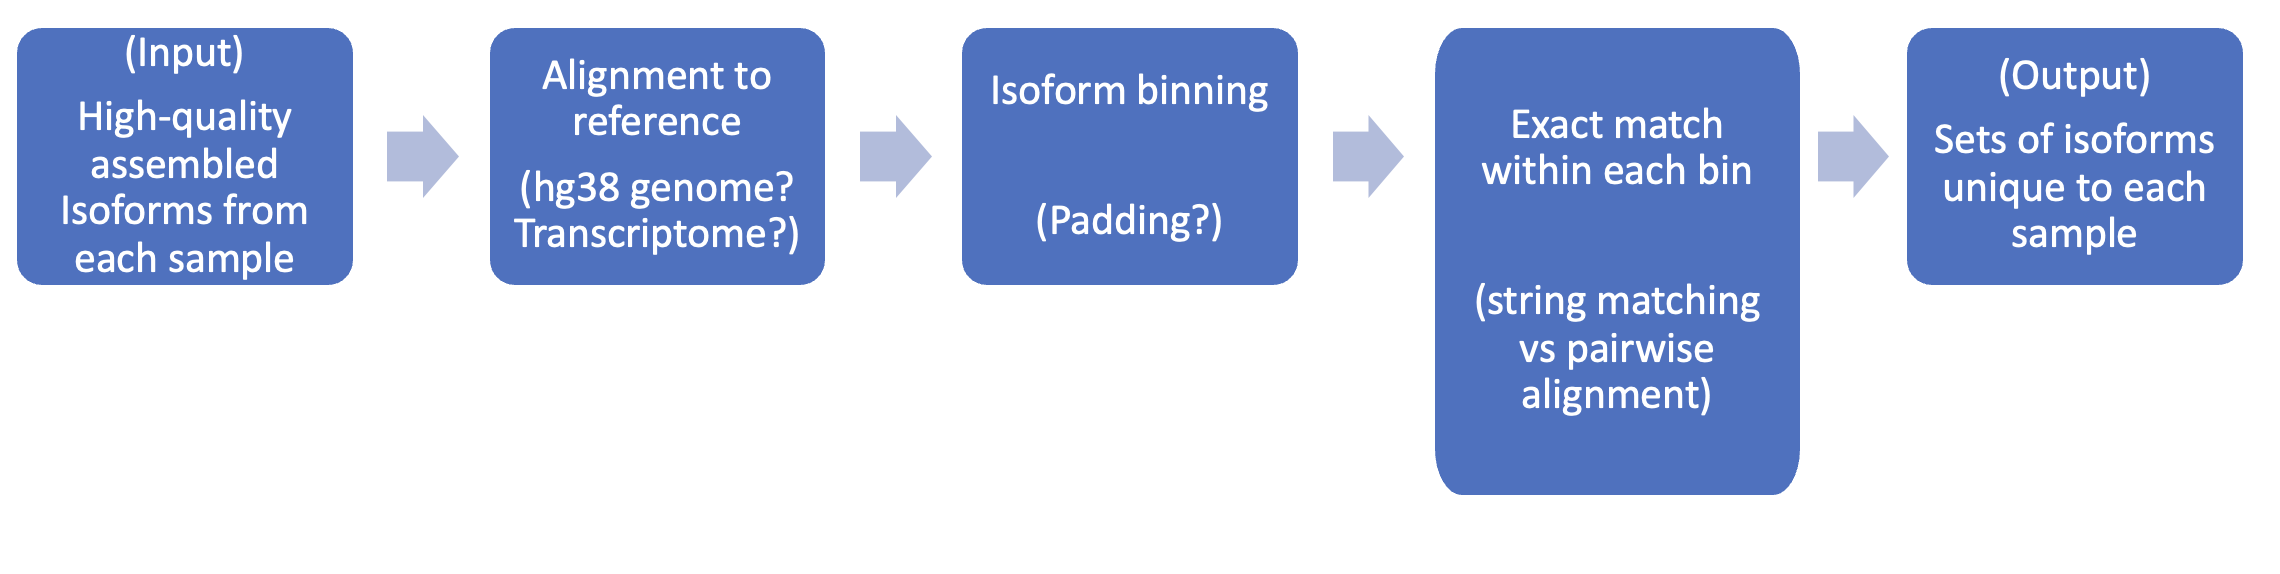 (Input)
High-quality
assembled
Isoforms from
each sample
Alignment to
reference
(hg38 genome?
Transcriptome?)
Isoform binning
(Padding?)
Exact match
within each bin
(string matching
vs pairwise
alignment)
(Output)
Sets of isoforms
unique to each
sample